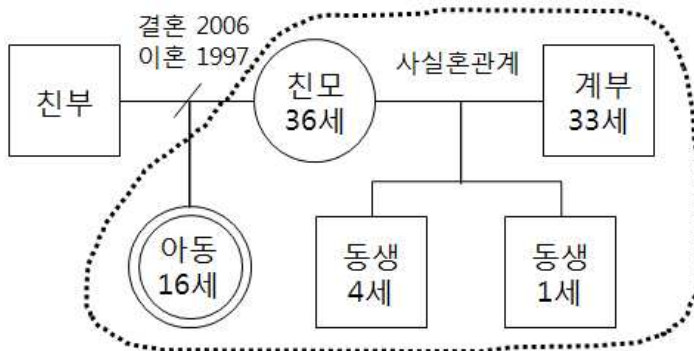 결혼 2006
이혼 1997
친부
친모
36세
사실혼관계
계부
33세
아동
16세
동생
4세
동생
1세